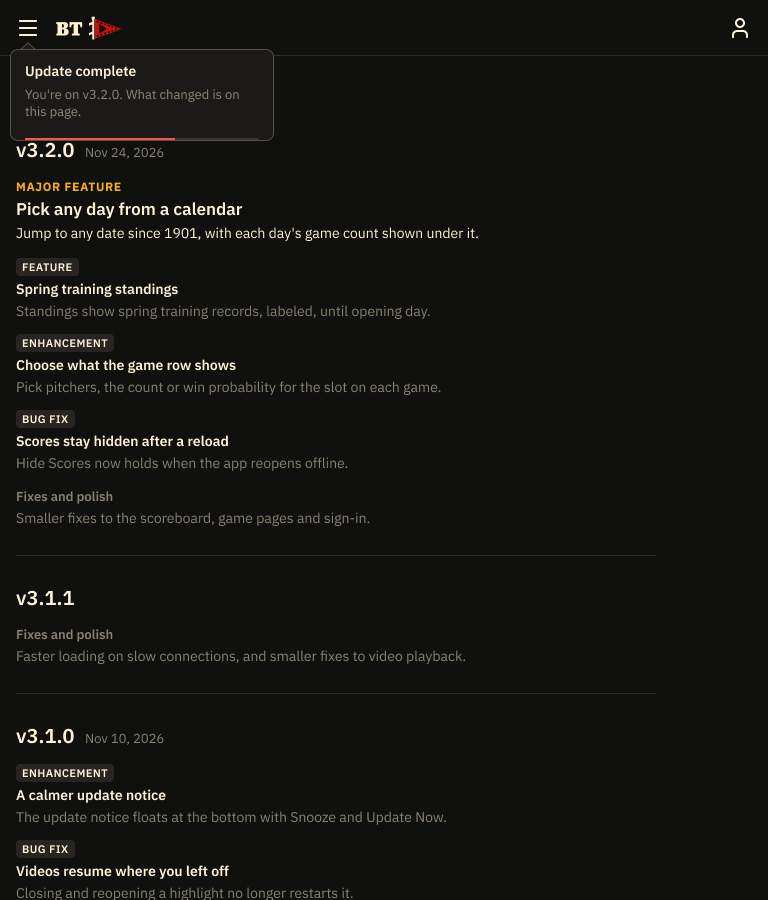 BT
Update complete
You're on v3.2.0. What changed is on
this page.
v3.2.0 Nov 24, 2026
MAJOR FEATURE
Pick any day from a calendar
Jump to any date since 1901, with each day's game count shown under it.
FEATURE
Spring training standings
Standings show spring training records, labeled, until opening day.
ENHANCEMENT
Choose what the game row shows
Pick pitchers, the count or win probability for the slot on each game.
BUG FIX
Scores stay hidden after a reload
Hide Scores now holds when the app reopens offline.
Fixes and polish
Smaller fixes to the scoreboard, game pages and sign-in.
v3.1.1
Fixes and polish
Faster loading on slow connections, and smaller fixes to video playback.
v3.1.0 Nov 10, 2026
ENHANCEMENT
A calmer update notice
The update notice floats at the bottom with Snooze and Update Now.
BUG FIX
Videos resume where you left off
Closing and reopening a highlight no longer restarts it.